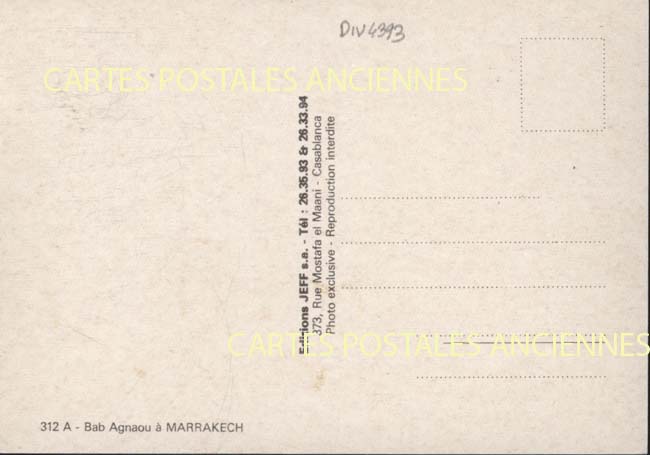 DIV4393
CARTES POSTALES ANCIENNES
Editions JEFF s.a. - Tél : 26.35.93 & 26.33.94
373, Rue Mostafa el Maani - Casablanca
Photo exclusive - Reproduction interdite
CARTES POSTALES ANCIENNES
312 A - Bab Agnaou à MARRAKECH